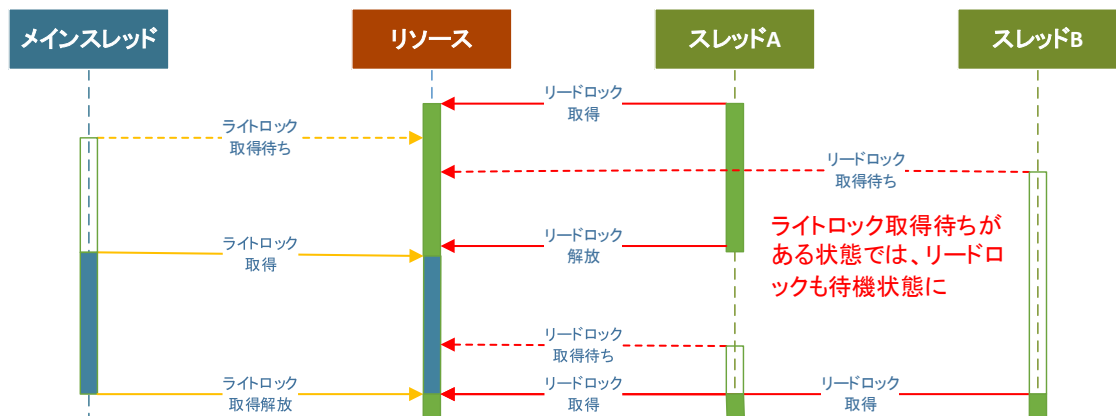 メインスレッド
リソース
スレッドA
スレッドB
リードロック
取得
ライトロック
取得待ち
リードロック
取得待ち
ライトロック取得待ちが
ある状態では、リードロ
ックも待機状態に
ライトロック
取得
リードロック
解放
リードロック
取得待ち
ライトロック
取得解放
リードロック
取得
リードロック
取得